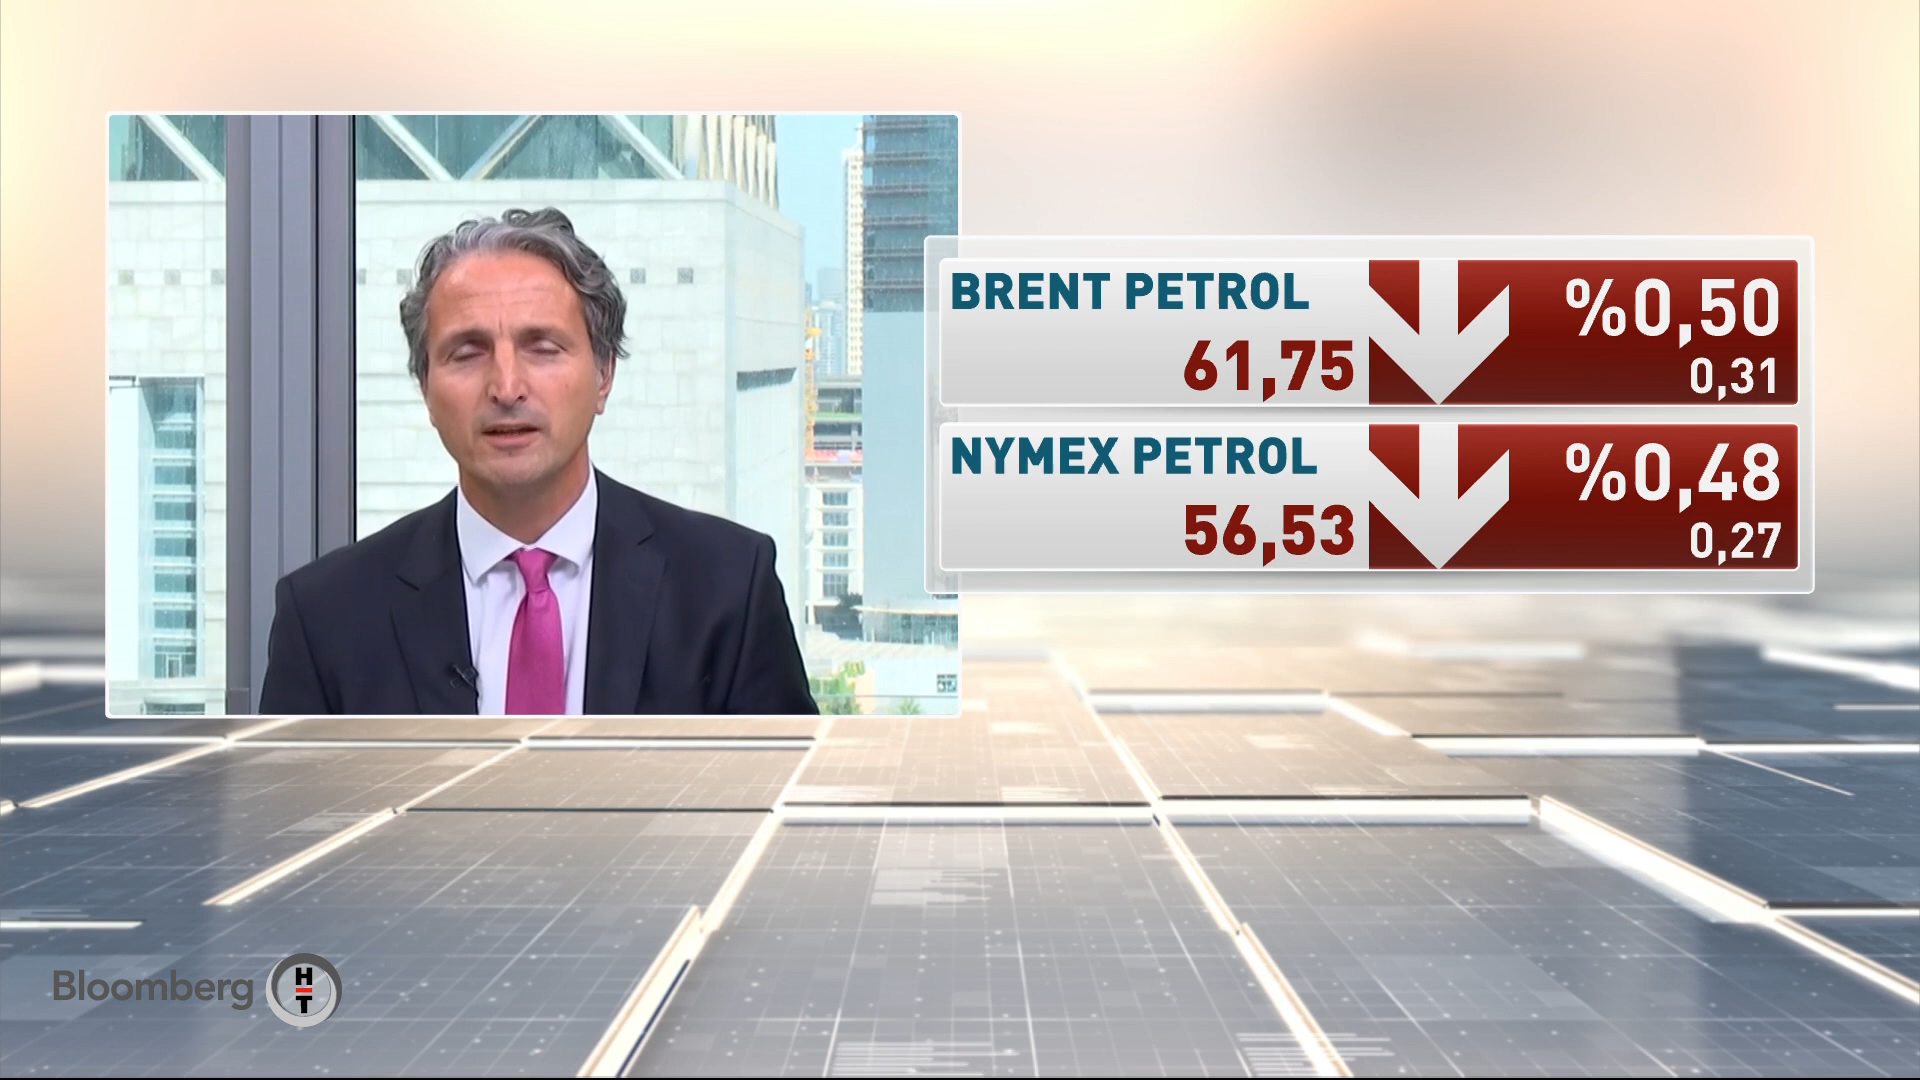 BRENT PETROL
61,75
%0,50
0,31
NYMEX PETROL
56,53
%0,48
0,27
Bloomberg HT